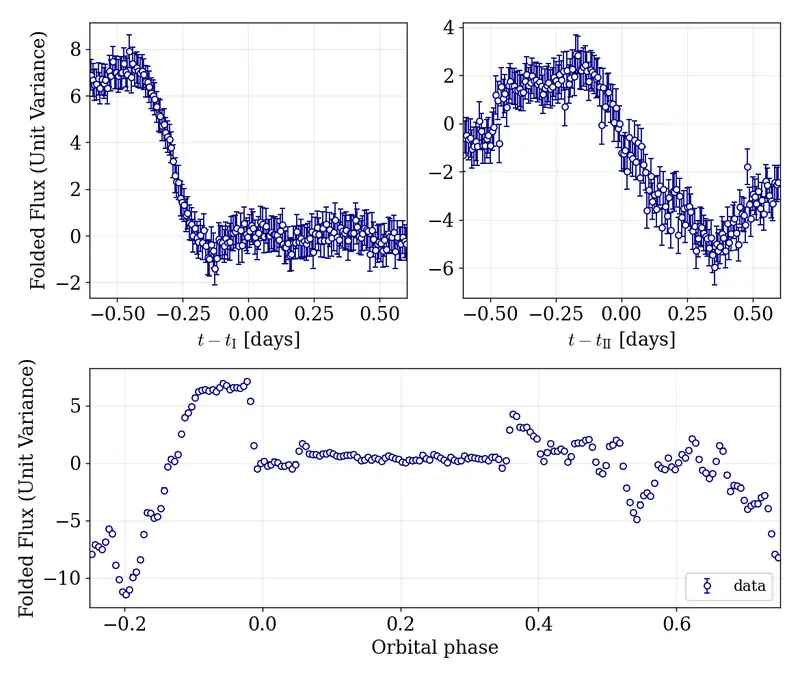 8
6
4
2
0
−2
Folded Flux (Unit Variance)
−0.50 −0.25 0.00 0.25 0.50
t − tI [days]
4
2
0
−2
−4
−6
−0.50 −0.25 0.00 0.25 0.50
t − tII [days]
5
0
−5
−10
Folded Flux (Unit Variance)
data
−0.2 0.0 0.2 0.4 0.6
Orbital phase